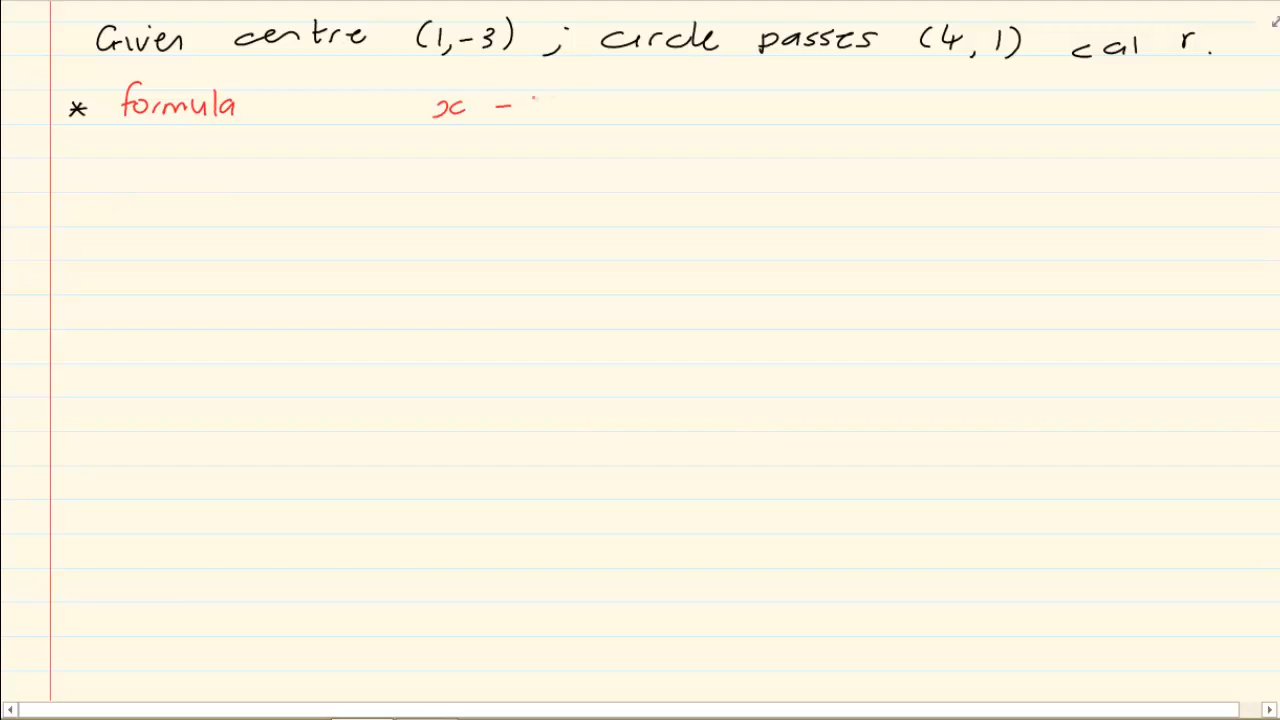 Given centre (1,-3) ; circle passes (4,1) cal r.
* formula x -